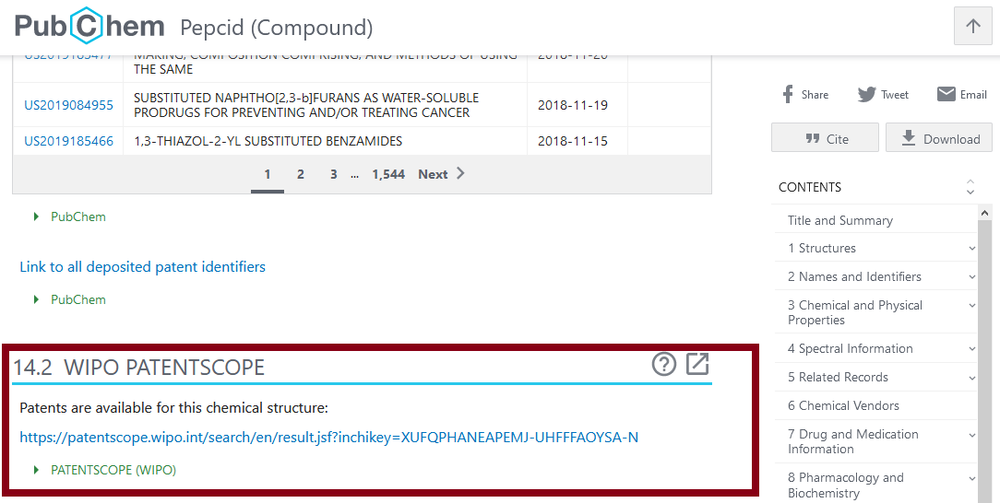 PubChem Pepcid (Compound)
US2019185477 MAKING, COMPOSITION COMPRISING, AND METHODS OF USING 2018-11-20
THE SAME
US2019084955 SUBSTITUTED NAPHTHO[2,3-b]FURANS AS WATER-SOLUBLE 2018-11-19
PRODRUGS FOR PREVENTING AND/OR TREATING CANCER
US2019185466 1,3-THIAZOL-2-YL SUBSTITUTED BENZAMIDES 2018-11-15
1 2 3 ... 1,544 Next
PubChem
Link to all deposited patent identifiers
PubChem
14.2 WIPO PATENTSCOPE
Patents are available for this chemical structure:
https://patentscope.wipo.int/search/en/result.jsf?inchikey=XUFQPHANEAPEMJ-UHFFFAOYSA-N
PATENTSCOPE (WIPO)
Share Tweet Email
Cite Download
CONTENTS
Title and Summary
1 Structures
2 Names and Identifiers
3 Chemical and Physical
Properties
4 Spectral Information
5 Related Records
6 Chemical Vendors
7 Drug and Medication
Information
8 Pharmacology and
Biochemistry